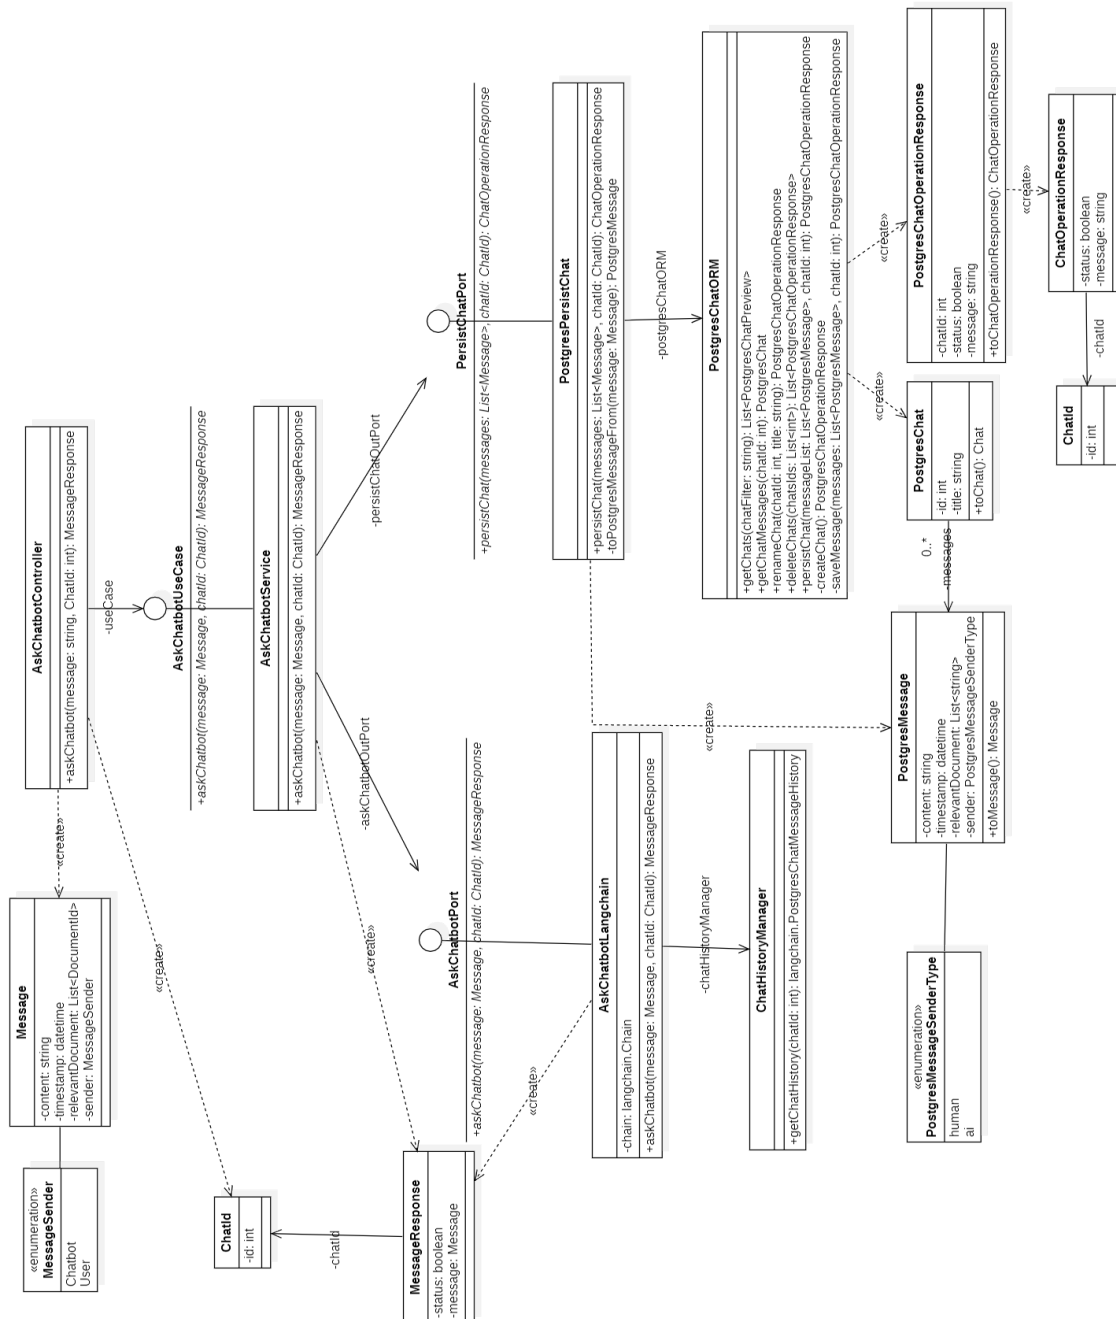 AskChatbotController
+askChatbot(message: string, ChatId: int): MessageResponse
-useCase
«create»
«create»
Message
-content: string
-timestamp: datetime
-relevantDocument: List<DocumentId>
-sender: MessageSender
«enumeration»
MessageSender
Chatbot
User
AskChatbotUseCase
+askChatbot(message: Message, chatId: ChatId): MessageResponse
AskChatbotService
+askChatbot(message: Message, chatId: ChatId): MessageResponse
-persistChatOutPort
-askChatbotOutPort
«create»
ChatId
-id: int
-chatId
MessageResponse
-status: boolean
-message: Message
PersistChatPort
+persistChat(messages: List<Message>, chatId: ChatId): ChatOperationResponse
AskChatbotPort
+askChatbot(message: Message, chatId: ChatId): MessageResponse
«create»
PostgresPersistChat
+persistChat(messages: List<Message>, chatId: ChatId): ChatOperationResponse
-toPostgresMessageFrom(message: Message): PostgresMessage
-postgresChatORM
«create»
AskChatbotLangchain
-chain: langchain.Chain
+askChatbot(message: Message, chatId: ChatId): MessageResponse
-chatHistoryManager
ChatHistoryManager
+getChatHistory(chatId: int): langchain.PostgresChatMessageHistory
PostgresChatORM
+getChats(chatFilter: string): List<PostgresChatPreview>
+getChatMessages(chatId: int): PostgresChat
+renameChat(chatId: int, title: string): PostgresChatOperationResponse
+deleteChats(chatsIds: List<int>): List<PostgresChatOperationResponse>
+persistChat(messageList: List<PostgresMessage>, chatId: int): PostgresChatOperationResponse
-createChat(): PostgresChatOperationResponse
-saveMessage(messages: List<PostgresMessage>, chatId: int): PostgresChatOperationResponse
«create»
«create»
PostgresChatOperationResponse
-chatId: int
-status: boolean
-message: string
+toChatOperationResponse(): ChatOperationResponse
«create»
PostgresChat
-id: int
-title: string
+toChat(): Chat
0..*
-messages
PostgresMessage
-content: string
-timestamp: datetime
-relevantDocument: List<string>
-sender: PostgresMessageSenderType
+toMessage(): Message
«enumeration»
PostgresMessageSenderType
human
ai
ChatOperationResponse
-status: boolean
-message: string
-chatId
ChatId
-id: int